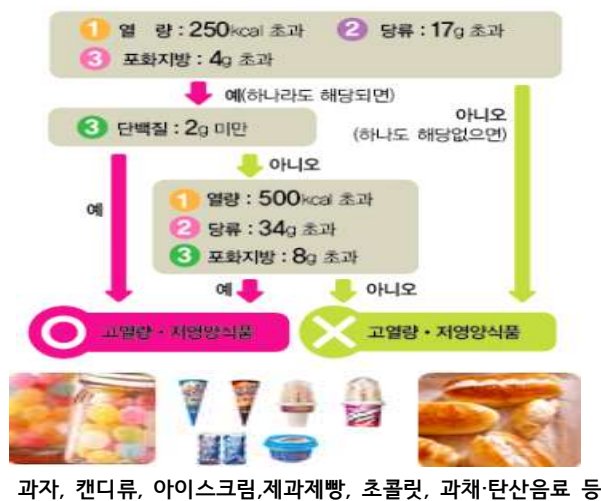 1 열 량 : 250kcal 초과 2 당류 : 17g 초과
3 포화지방 : 4g 초과
예(하나라도 해당되면)
아니오
(하나도 해당없으면)
3 단백질 : 2g 미만
아니오
예
1 열량 : 500kcal 초과
2 당류 : 34g 초과
3 포화지방 : 8g 초과
예 아니오
고열량·저영양식품 고열량·저영양식품
과자, 캔디류, 아이스크림,제과제빵, 초콜릿, 과채·탄산음료 등